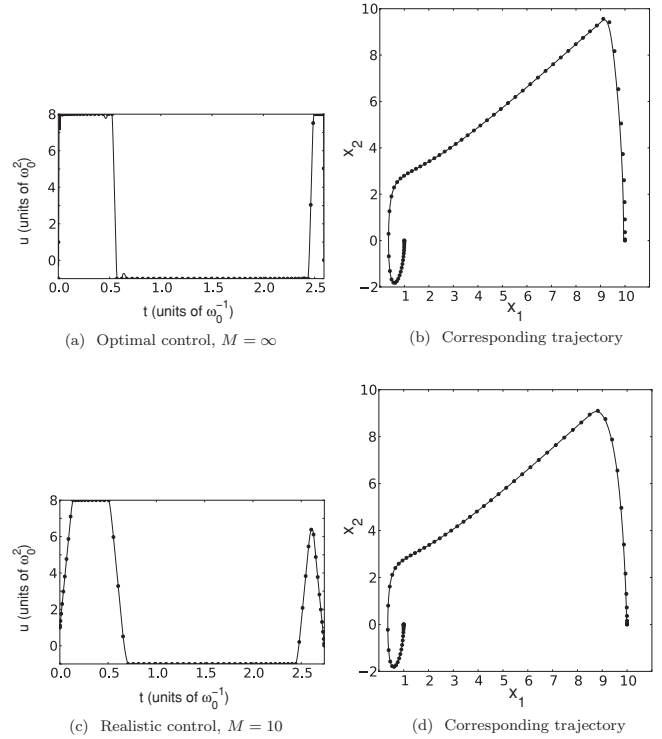 10
8
6
4
2
0
−2
x₂
1 2 3 4 5 6 7 8 9 10
x₁
8
6
4
2
0
u (units of ω₀²)
0.0 0.5 1.0 1.5 2.0 2.5
t (units of ω₀⁻¹)
(a) Optimal control, M = ∞
(b) Corresponding trajectory
10
8
6
4
2
0
−2
x₂
1 2 3 4 5 6 7 8 9 10
x₁
8
6
4
2
0
u (units of ω₀²)
0.0 0.5 1.0 1.5 2.0 2.5
t (units of ω₀⁻¹)
(c) Realistic control, M = 10
(d) Corresponding trajectory